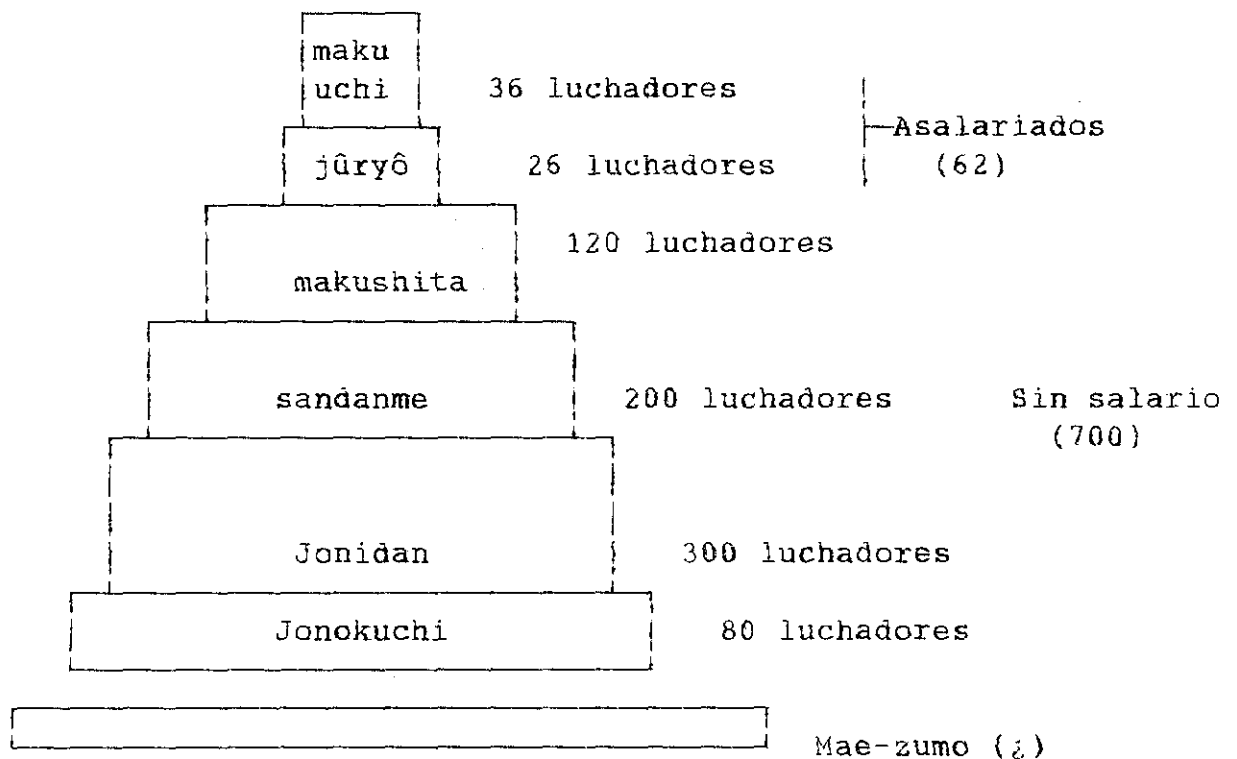 maku
uchi
36 luchadores
Asalariados
(62)
jûryô
26 luchadores
120 luchadores
makushita
sandanme
200 luchadores
Sin salario
(700)
Jonidan
300 luchadores
Jonokuchi
80 luchadores
Mae-zumo (¿)